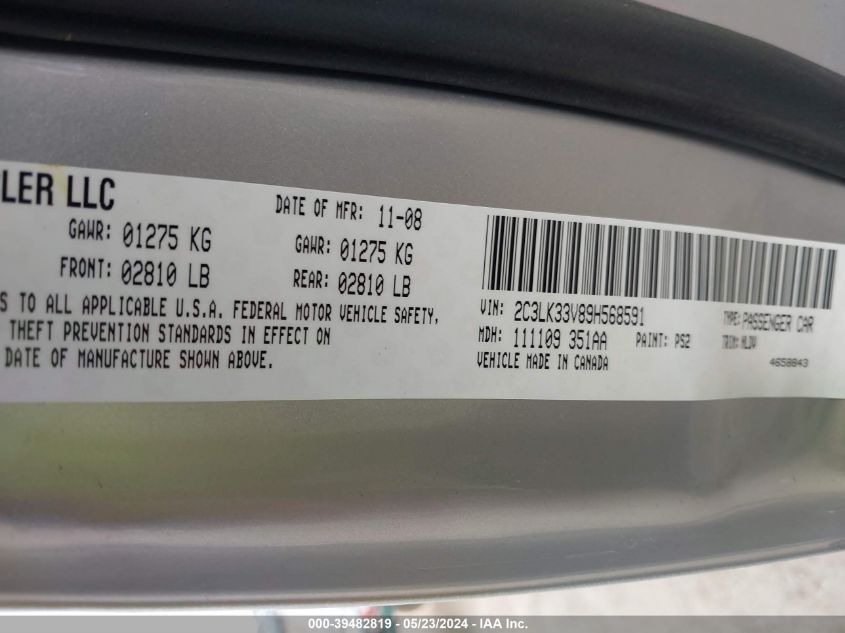 LER LLC
DATE OF MFR: 11-08
GAWR: 01275 KG GAWR: 01275 KG
FRONT: 02810 LB REAR: 02810 LB
S TO ALL APPLICABLE U.S.A. FEDERAL MOTOR VEHICLE SAFETY,
THEFT PREVENTION STANDARDS IN EFFECT ON
DATE OF MANUFACTURE SHOWN ABOVE.
VIN: 2C3LK33V89H568591 TYPE: PASSENGER CAR
MDH: 111109 351AA PAINT: PS2 TRIM:
VEHICLE MADE IN CANADA 4658843
000-39482819 - 05/23/2024 - IAA Inc.